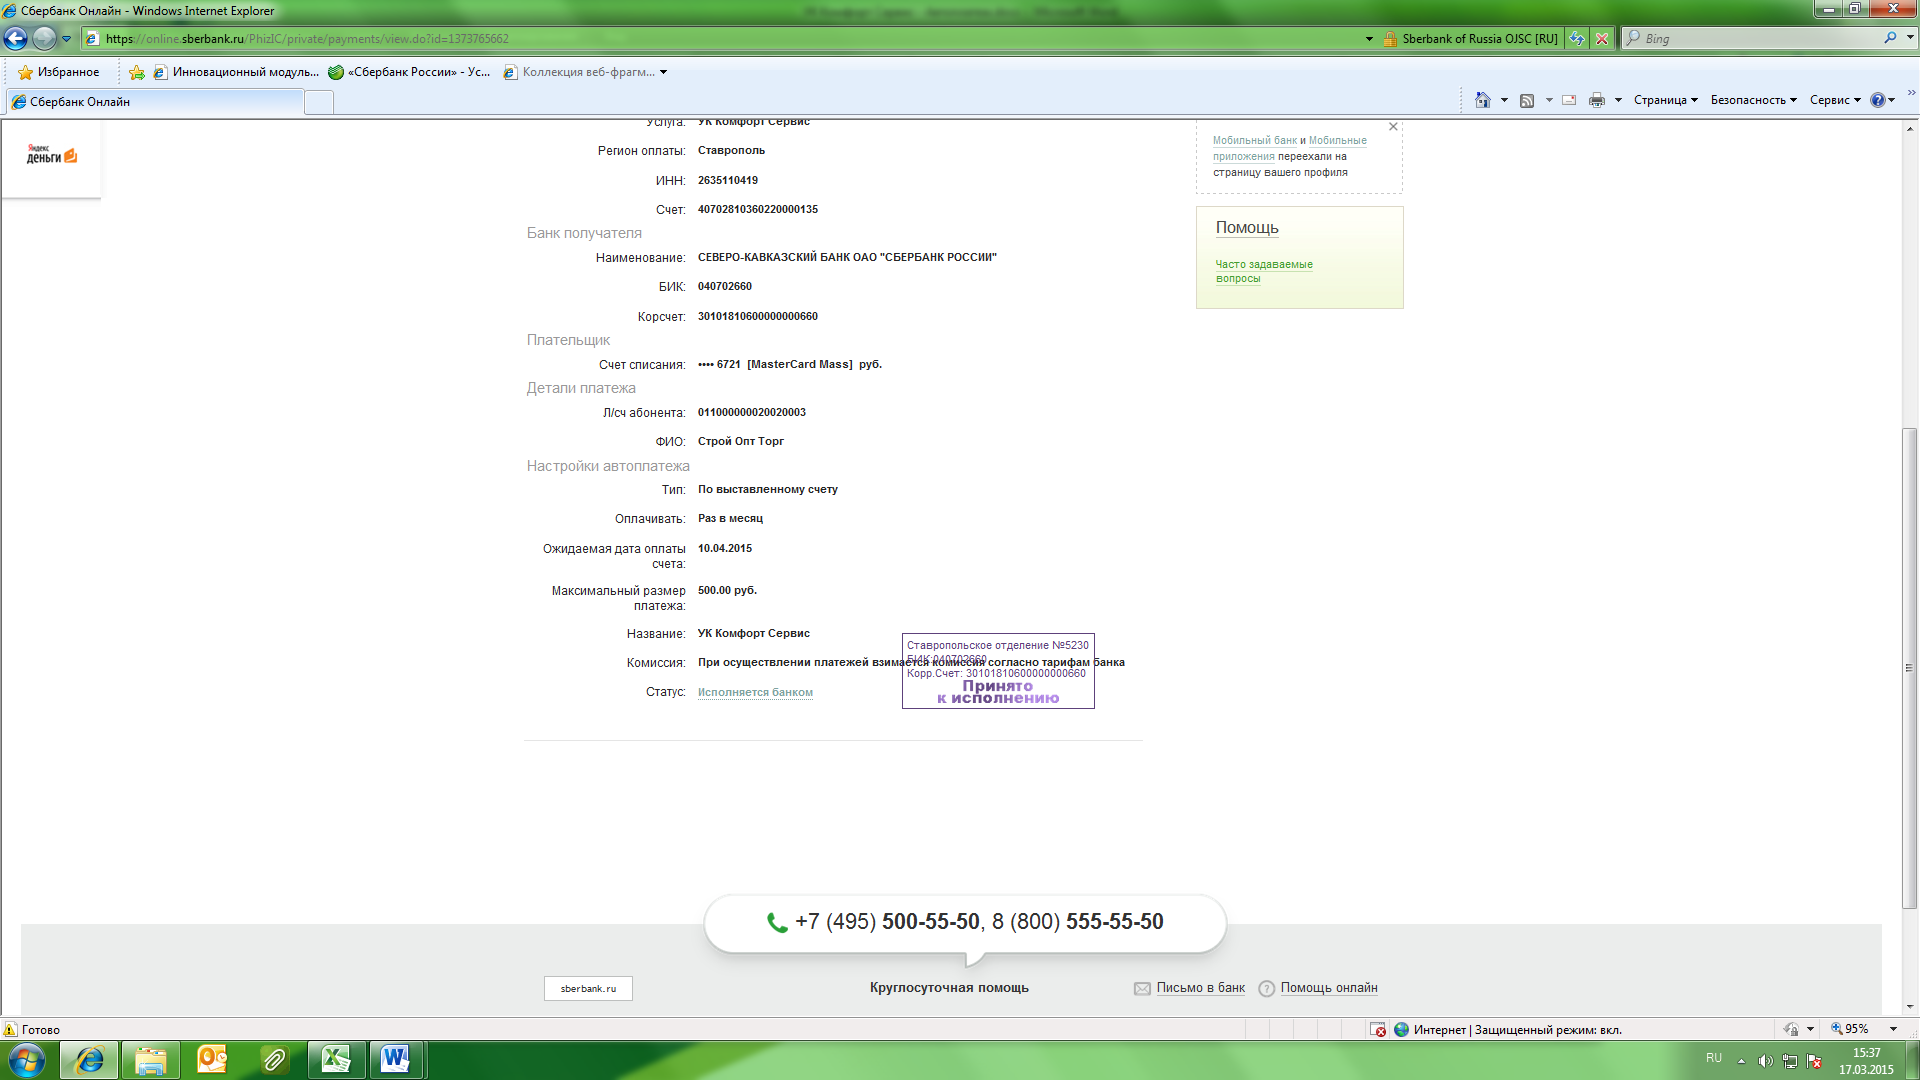 Сбербанк Онлайн - Windows Internet Explorer
https://online.sberbank.ru/PhizIC/private/payments/view.do?id=1373765662
Sberbank of Russia OJSC [RU]
Bing
Избранное
Инновационный модуль...
«Сбербанк России» - Ус...
Коллекция веб-фрагм...
Сбербанк Онлайн
Страница
Безопасность
Сервис
Яндекс
деньги
Услуга: УК Комфорт Сервис
Регион оплаты: Ставрополь
ИНН: 2635110419
Счет: 40702810360220000135
Банк получателя
Наименование: СЕВЕРО-КАВКАЗСКИЙ БАНК ОАО "СБЕРБАНК РОССИИ"
БИК: 040702660
Корсчет: 30101810600000000660
Плательщик
Счет списания: •••• 6721 [MasterCard Mass] руб.
Детали платежа
Л/сч абонента: 011000000020020003
ФИО: Строй Опт Торг
Настройки автоплатежа
Тип: По выставленному счету
Оплачивать: Раз в месяц
Ожидаемая дата оплаты
счета:
10.04.2015
Максимальный размер
платежа:
500.00 руб.
Название: УК Комфорт Сервис
Комиссия: При осуществлении платежей взимается комиссия согласно тарифам банка
Статус: Исполняется банком
Ставропольское отделение №5230
БИК:040702660
Корр.Счет: 30101810600000000660
Принято
к исполнению
Мобильный банк и Мобильные
приложения переехали на
страницу вашего профиля
Помощь
Часто задаваемые
вопросы
+7 (495) 500-55-50, 8 (800) 555-55-50
sberbank.ru
Круглосуточная помощь
Письмо в банк
Помощь онлайн
Готово
Интернет | Защищенный режим: вкл.
95%
RU
15:37
17.03.2015